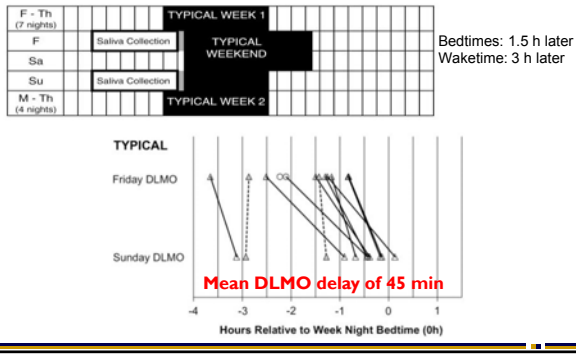 F - Th
(7 nights)
TYPICAL WEEK 1
F
Saliva Collection
TYPICAL
WEEKEND
Sa
Su
Saliva Collection
M - Th
(4 nights)
TYPICAL WEEK 2
Bedtimes: 1.5 h later
Waketime: 3 h later
TYPICAL
Friday DLMO
Sunday DLMO
Mean DLMO delay of 45 min
-4 -3 -2 -1 0 1
Hours Relative to Week Night Bedtime (0h)